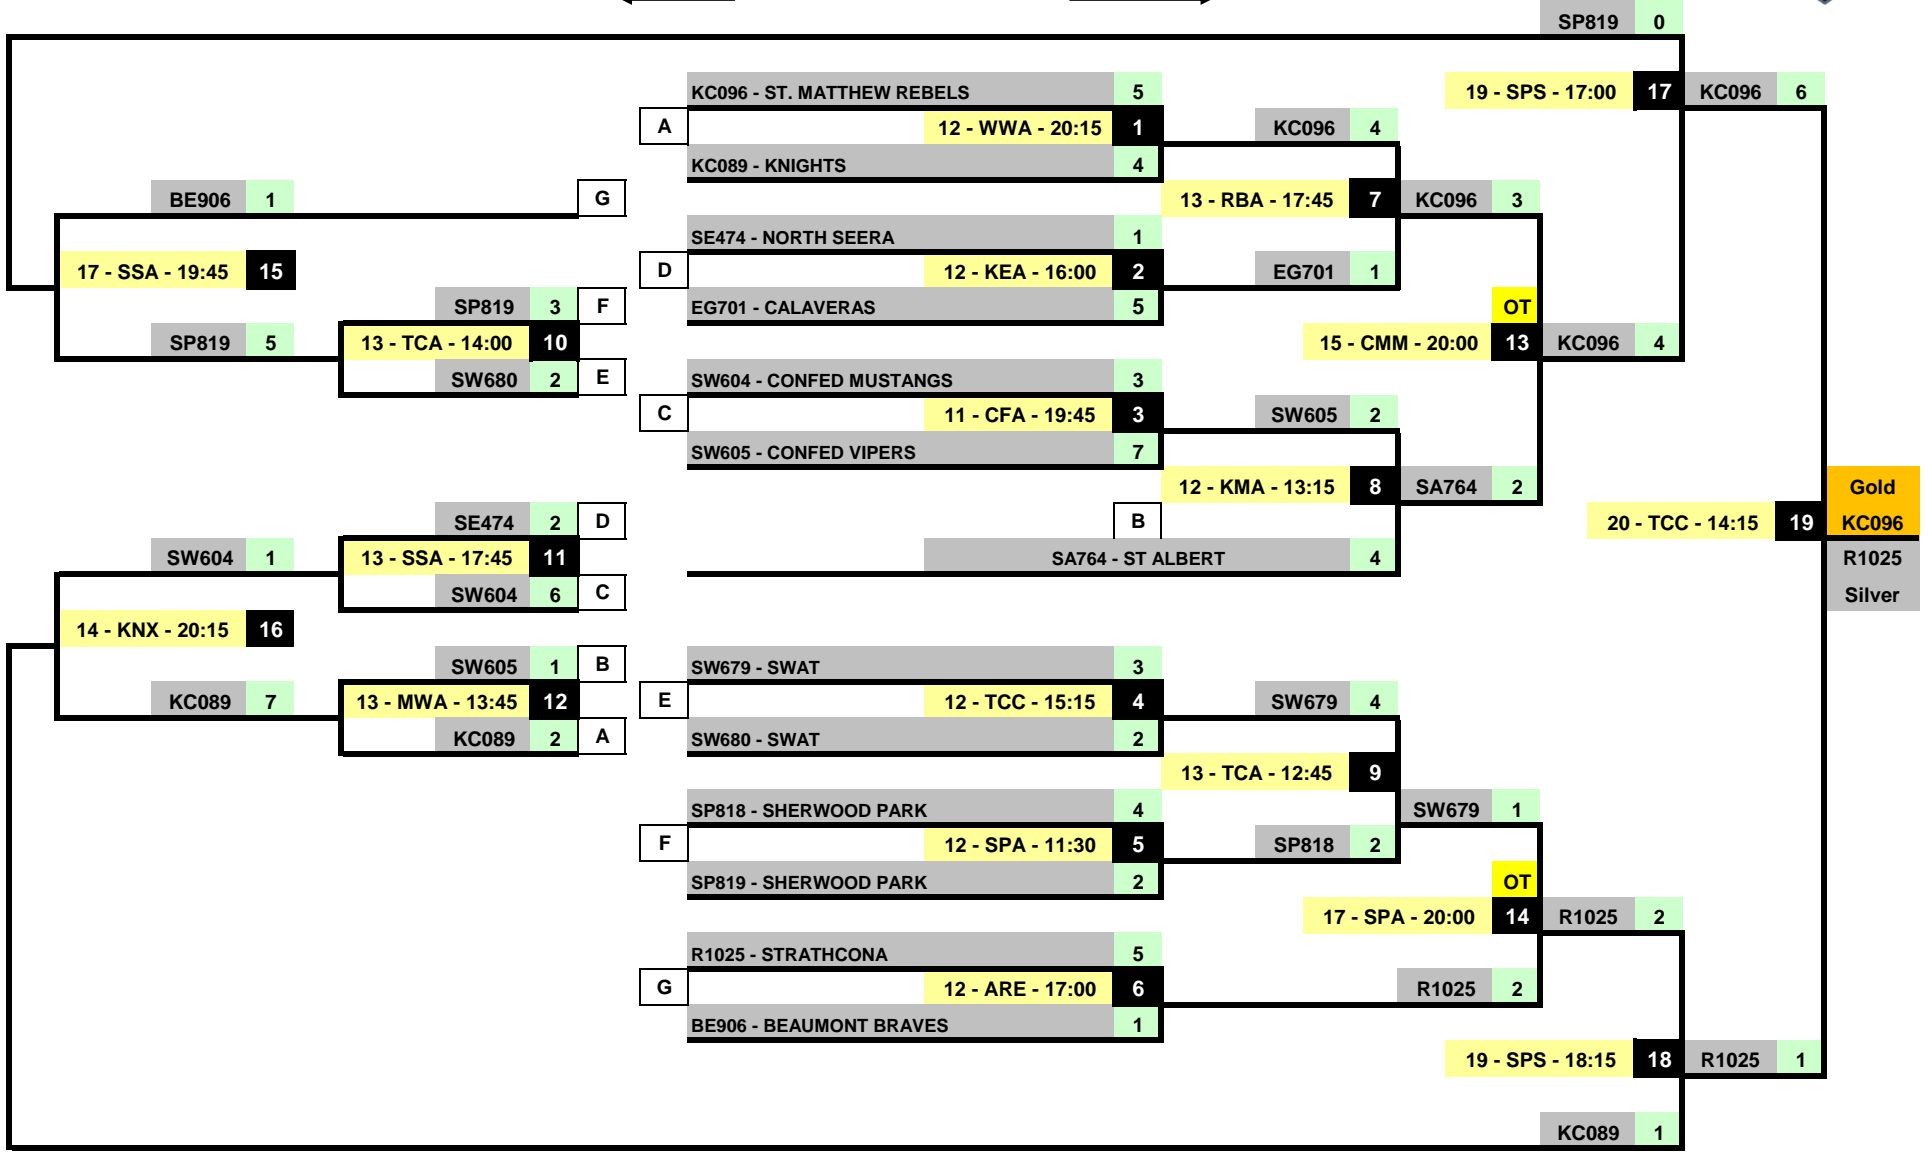 SP819 0
KC096 - ST. MATTHEW REBELS 5 19 - SPS - 17:00 17 KC096 6
A 12 - WWA - 20:15 1 KC096 4
KC089 - KNIGHTS 4
BE906 1 G 13 - RBA - 17:45 7 KC096 3
SE474 - NORTH SEERA 1
17 - SSA - 19:45 15 D 12 - KEA - 16:00 2 EG701 1
SP819 3 F EG701 - CALAVERAS 5 OT
SP819 5 13 - TCA - 14:00 10 15 - CMM - 20:00 13 KC096 4
SW680 2 E SW604 - CONFED MUSTANGS 3
C 11 - CFA - 19:45 3 SW605 2
SW605 - CONFED VIPERS 7
12 - KMA - 13:15 8 SA764 2 Gold
SE474 2 D B 20 - TCC - 14:15 19 KC096
SW604 1 13 - SSA - 17:45 11 SA764 - ST ALBERT 4 R1025
SW604 6 C Silver
14 - KNX - 20:15 16
SW605 1 B SW679 - SWAT 3
KC089 7 13 - MWA - 13:45 12 E 12 - TCC - 15:15 4 SW679 4
KC089 2 A SW680 - SWAT 2
13 - TCA - 12:45 9
SP818 - SHERWOOD PARK 4 SW679 1
F 12 - SPA - 11:30 5 SP818 2
SP819 - SHERWOOD PARK 2 OT
17 - SPA - 20:00 14 R1025 2
R1025 - STRATHCONA 5
G 12 - ARE - 17:00 6 R1025 2
BE906 - BEAUMONT BRAVES 1
19 - SPS - 18:15 18 R1025 1
KC089 1